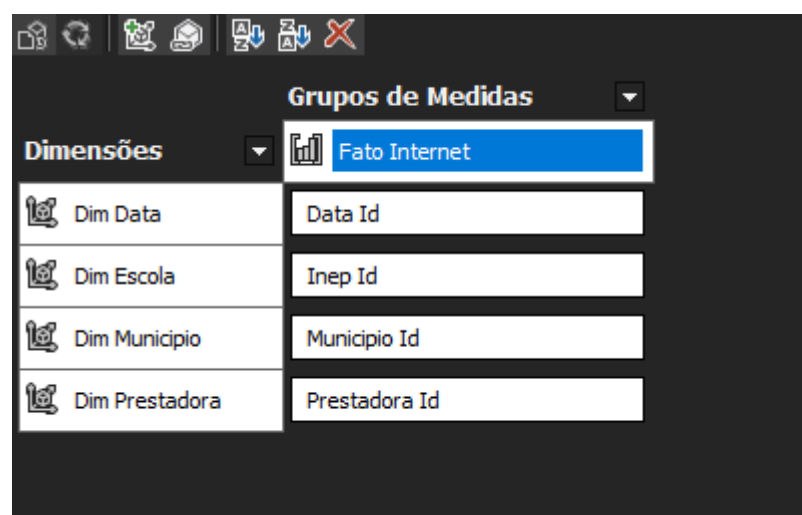 Grupos de Medidas
Dimensões
Fato Internet
Dim Data
Data Id
Dim Escola
Inep Id
Dim Municipio
Municipio Id
Dim Prestadora
Prestadora Id